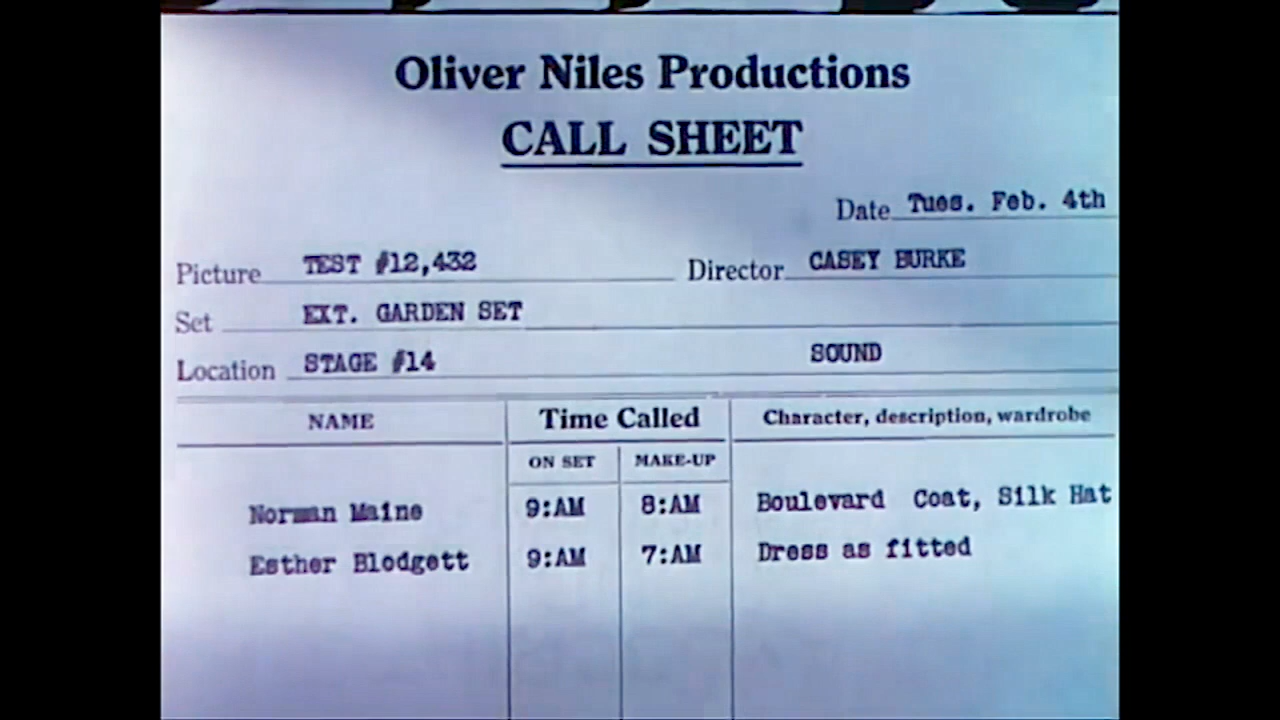 Oliver Niles Productions
CALL SHEET
Date Tues. Feb. 4th
Picture TEST #12,432 Director CASEY BURKE
Set EXT. GARDEN SET
Location STAGE #14 SOUND
NAME Time Called Character, description, wardrobe
ON SET MAKE-UP
Norman Maine 9:AM 8:AM Boulevard Coat, Silk Hat
Esther Blodgett 9:AM 7:AM Dress as fitted